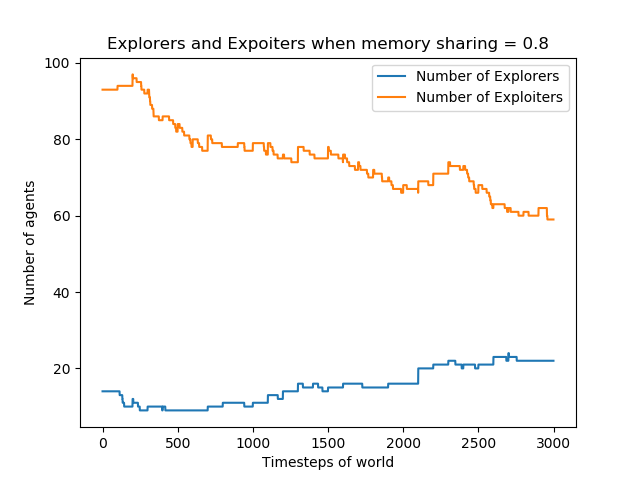 Explorers and Expoiters when memory sharing = 0.8
Number of Explorers
Number of Exploiters
Number of agents
100
80
60
40
20
0 500 1000 1500 2000 2500 3000
Timesteps of world